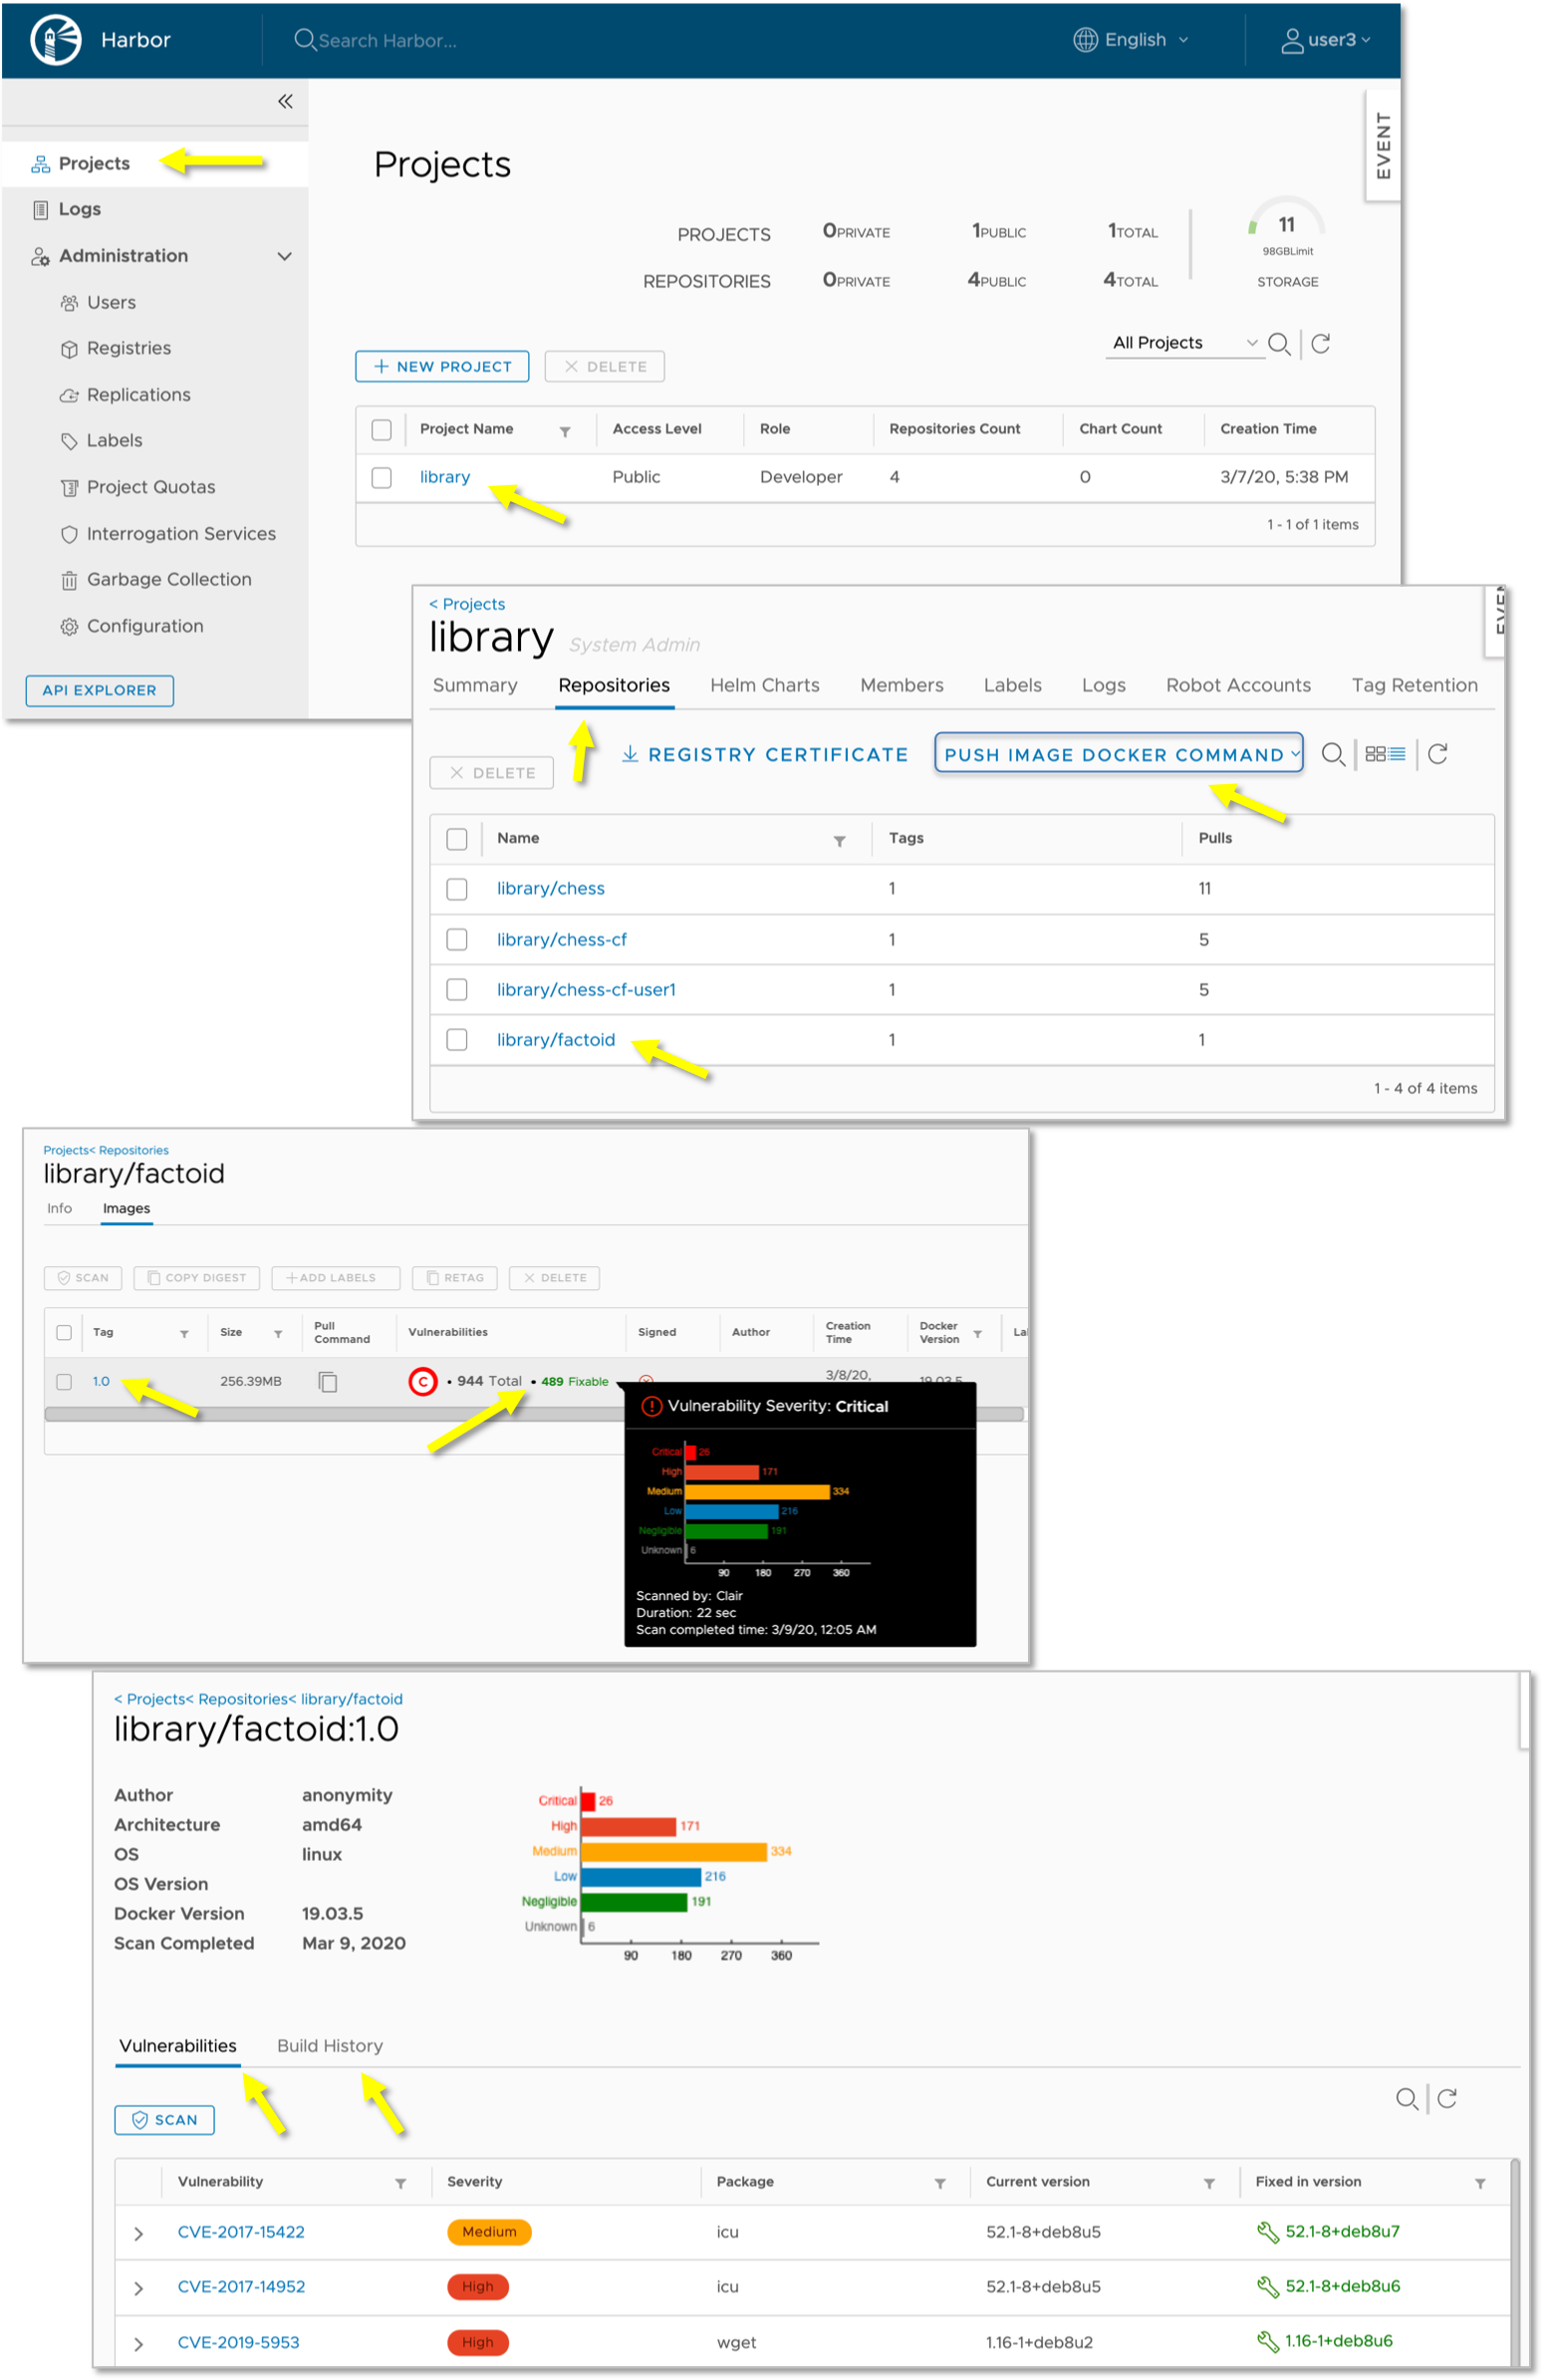 Harbor
Search Harbor...
English
user3
EVENT
Projects
Logs
Administration
Users
Registries
Replications
Labels
Project Quotas
Interrogation Services
Garbage Collection
Configuration
API EXPLORER
Projects
PROJECTS 0PRIVATE 1PUBLIC 1TOTAL
REPOSITORIES 0PRIVATE 4PUBLIC 4TOTAL
11
98GBLimit
STORAGE
All Projects
+ NEW PROJECT
× DELETE
Project Name Access Level Role Repositories Count Chart Count Creation Time
library Public Developer 4 0 3/7/20, 5:38 PM
1 - 1 of 1 items
< Projects
library System Admin
Summary Repositories Helm Charts Members Labels Logs Robot Accounts Tag Retention
× DELETE
REGISTRY CERTIFICATE
PUSH IMAGE DOCKER COMMAND
Name Tags Pulls
library/chess 1 11
library/chess-cf 1 5
library/chess-cf-user1 1 5
library/factoid 1 1
1 - 4 of 4 items
Projects< Repositories
library/factoid
Info Images
SCAN COPY DIGEST +ADD LABELS RETAG × DELETE
Tag Size Pull Command Vulnerabilities Signed Author Creation Time Docker Version
1.0 256.39MB C • 944 Total • 489 Fixable 3/8/20, 19.03.5
Vulnerability Severity: Critical
Critical 26
High 171
Medium 334
Low 216
Negligible 191
Unknown 6
90 180 270 360
Scanned by: Clair
Duration: 22 sec
Scan completed time: 3/9/20, 12:05 AM
< Projects< Repositories< library/factoid
library/factoid:1.0
Author anonymity
Architecture amd64
OS linux
OS Version
Docker Version 19.03.5
Scan Completed Mar 9, 2020
Critical 26
High 171
Medium 334
Low 216
Negligible 191
Unknown 6
90 180 270 360
Vulnerabilities Build History
SCAN
Vulnerability Severity Package Current version Fixed in version
CVE-2017-15422 Medium icu 52.1-8+deb8u5 52.1-8+deb8u7
CVE-2017-14952 High icu 52.1-8+deb8u5 52.1-8+deb8u6
CVE-2019-5953 High wget 1.16-1+deb8u2 1.16-1+deb8u6